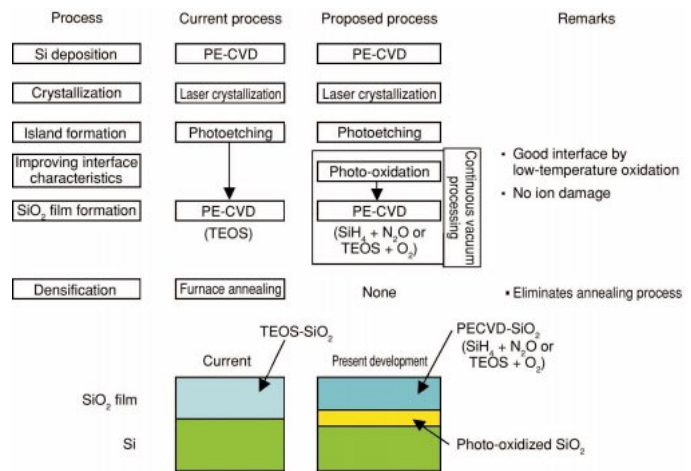 Process Current process Proposed process Remarks
Si deposition PE-CVD PE-CVD
Crystallization Laser crystallization Laser crystallization
Island formation Photoetching Photoetching
Improving interface
characteristics
Photo-oxidation
SiO₂ film formation PE-CVD PE-CVD
(TEOS) (SiH₄ + N₂O or
TEOS + O₂)
Continuous vacuum
processing
• Good interface by
low-temperature oxidation
• No ion damage
Densification Furnace annealing None ▪ Eliminates annealing process
TEOS-SiO₂
PECVD-SiO₂
(SiH₄ + N₂O or
TEOS + O₂)
Current Present development
SiO₂ film
Si
Photo-oxidized SiO₂